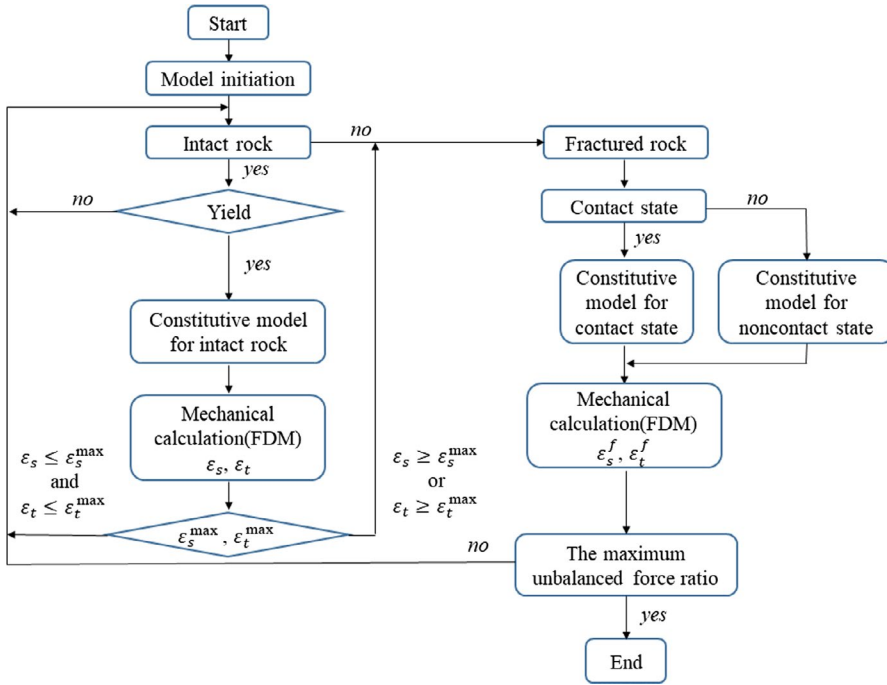 Start
Model initiation
Intact rock
no
yes
Yield
no
yes
Constitutive model
for intact rock
Mechanical
calculation(FDM)
εₛ, εₜ
εₛ ≤ εₛᵐᵃˣ
and
εₜ ≤ εₜᵐᵃˣ
εₛᵐᵃˣ , εₜᵐᵃˣ
εₛ ≥ εₛᵐᵃˣ
or
εₜ ≥ εₜᵐᵃˣ
Fractured rock
Contact state
no
yes
Constitutive
model for
contact state
Constitutive
model for
noncontact state
Mechanical
calculation(FDM)
εₛᶠ , εₜᶠ
no
The maximum
unbalanced force ratio
yes
End